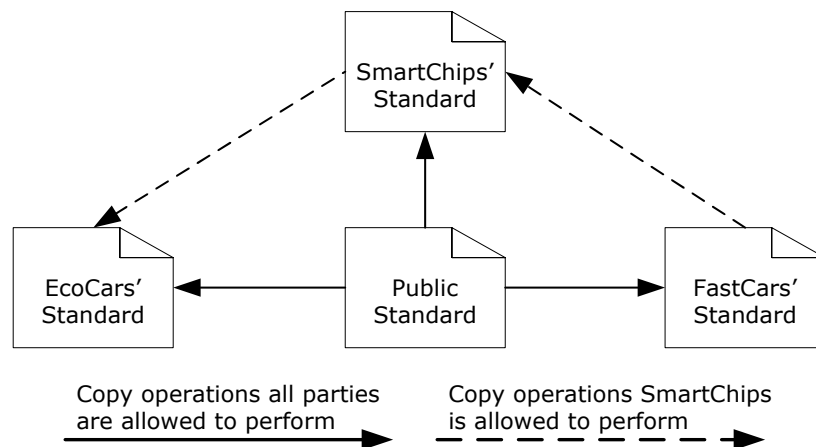 SmartChips'
Standard
EcoCars'
Standard
Public
Standard
FastCars'
Standard
Copy operations all parties
are allowed to perform
Copy operations SmartChips
is allowed to perform